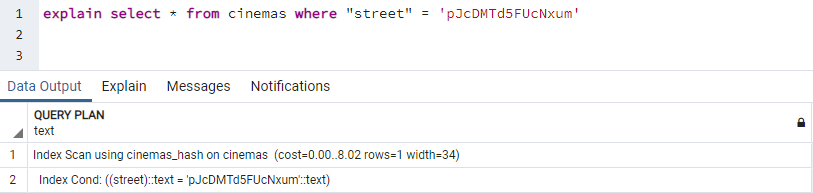 1 explain select * from cinemas where "street" = 'pJcDMTd5FUcNxum'
2
3
Data Output Explain Messages Notifications
QUERY PLAN
text
1 Index Scan using cinemas_hash on cinemas (cost=0.00..8.02 rows=1 width=34)
2 Index Cond: ((street)::text = 'pJcDMTd5FUcNxum'::text)